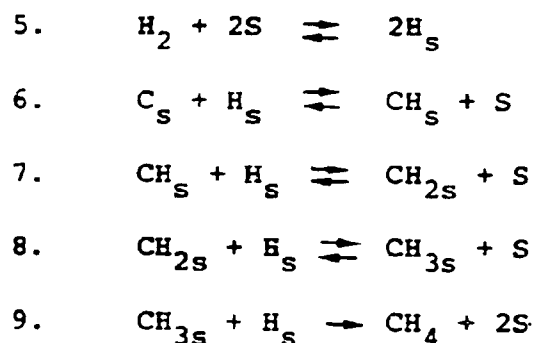 5. H₂ + 2S ⇌ 2Hₛ
6. Cₛ + Hₛ ⇌ CHₛ + S
7. CHₛ + Hₛ ⇌ CH₂ₛ + S
8. CH₂ₛ + Hₛ ⇌ CH₃ₛ + S
9. CH₃ₛ + Hₛ → CH₄ + 2S